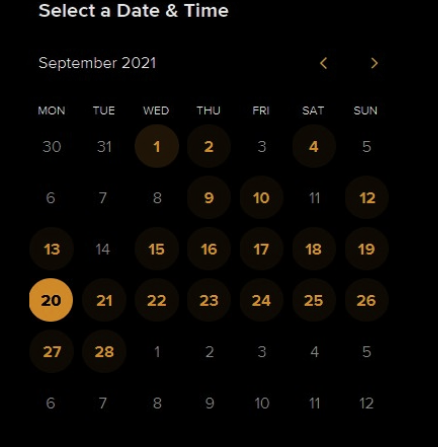 Select a Date & Time
September 2021
MON TUE WED THU FRI SAT SUN
30 31 1 2 3 4 5
6 7 8 9 10 11 12
13 14 15 16 17 18 19
20 21 22 23 24 25 26
27 28 1 2 3 4 5
6 7 8 9 10 11 12